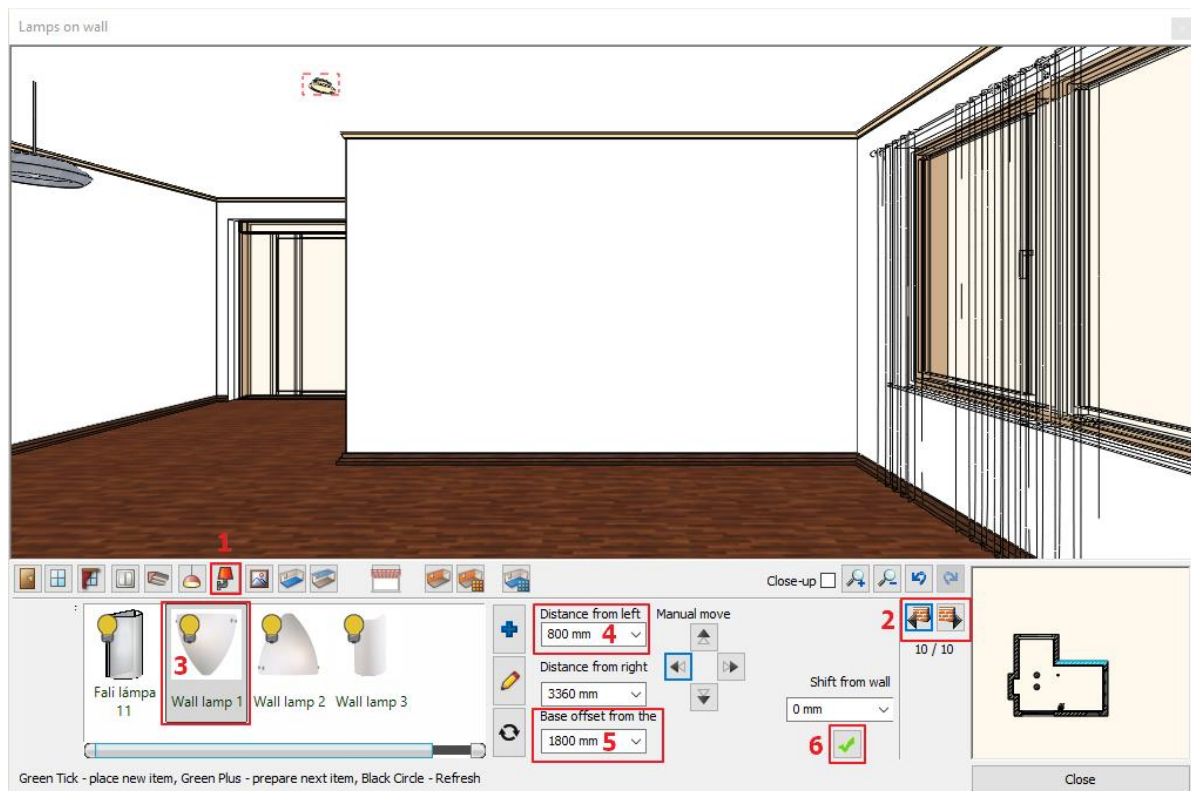 Lamps on wall
1
Close-up
2
10 / 10
3
Fali lámpa
11
Wall lamp 1
Wall lamp 2
Wall lamp 3
Distance from left
800 mm
4
Distance from right
3360 mm
Base offset from the
1800 mm
5
Manual move
Shift from wall
0 mm
6
Green Tick - place new item, Green Plus - prepare next item, Black Circle - Refresh
Close